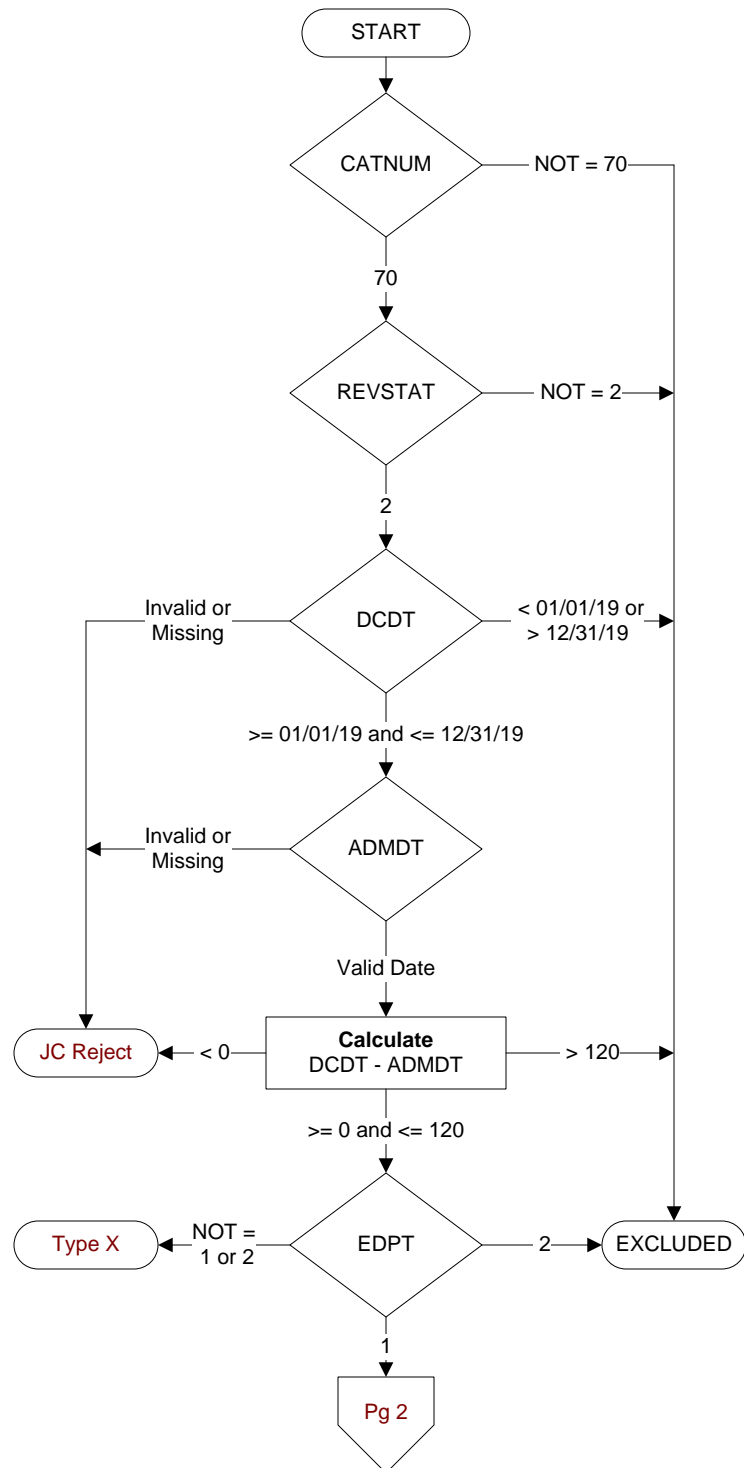 START
CATNUM
NOT = 70
70
REVSTAT
NOT = 2
2
Invalid or
Missing
DCDT
< 01/01/19 or
> 12/31/19
>= 01/01/19 and <= 12/31/19
Invalid or
Missing
ADMDT
Valid Date
JC Reject
< 0
Calculate
DCDT - ADMDT
> 120
>= 0 and <= 120
Type X
NOT =
1 or 2
EDPT
2
EXCLUDED
1
Pg 2